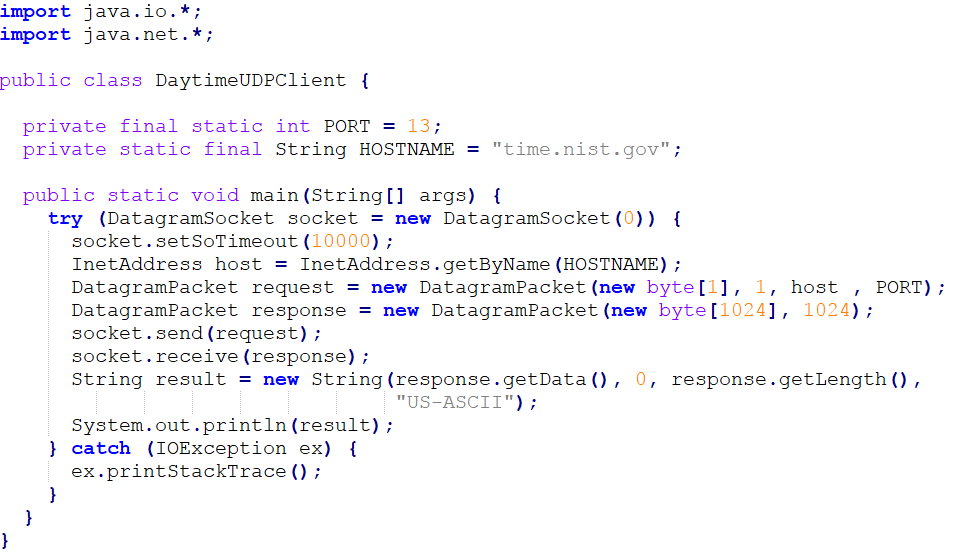 import java.io.*;
import java.net.*;
public class DaytimeUDPClient {
private final static int PORT = 13;
private static final String HOSTNAME = "time.nist.gov";
public static void main(String[] args) {
try (DatagramSocket socket = new DatagramSocket(0)) {
socket.setSoTimeout(10000);
InetAddress host = InetAddress.getByName(HOSTNAME);
DatagramPacket request = new DatagramPacket(new byte[1], 1, host , PORT);
DatagramPacket response = new DatagramPacket(new byte[1024], 1024);
socket.send(request);
socket.receive(response);
String result = new String(response.getData(), 0, response.getLength(),
"US-ASCII");
System.out.println(result);
} catch (IOException ex) {
ex.printStackTrace();
}
}
}